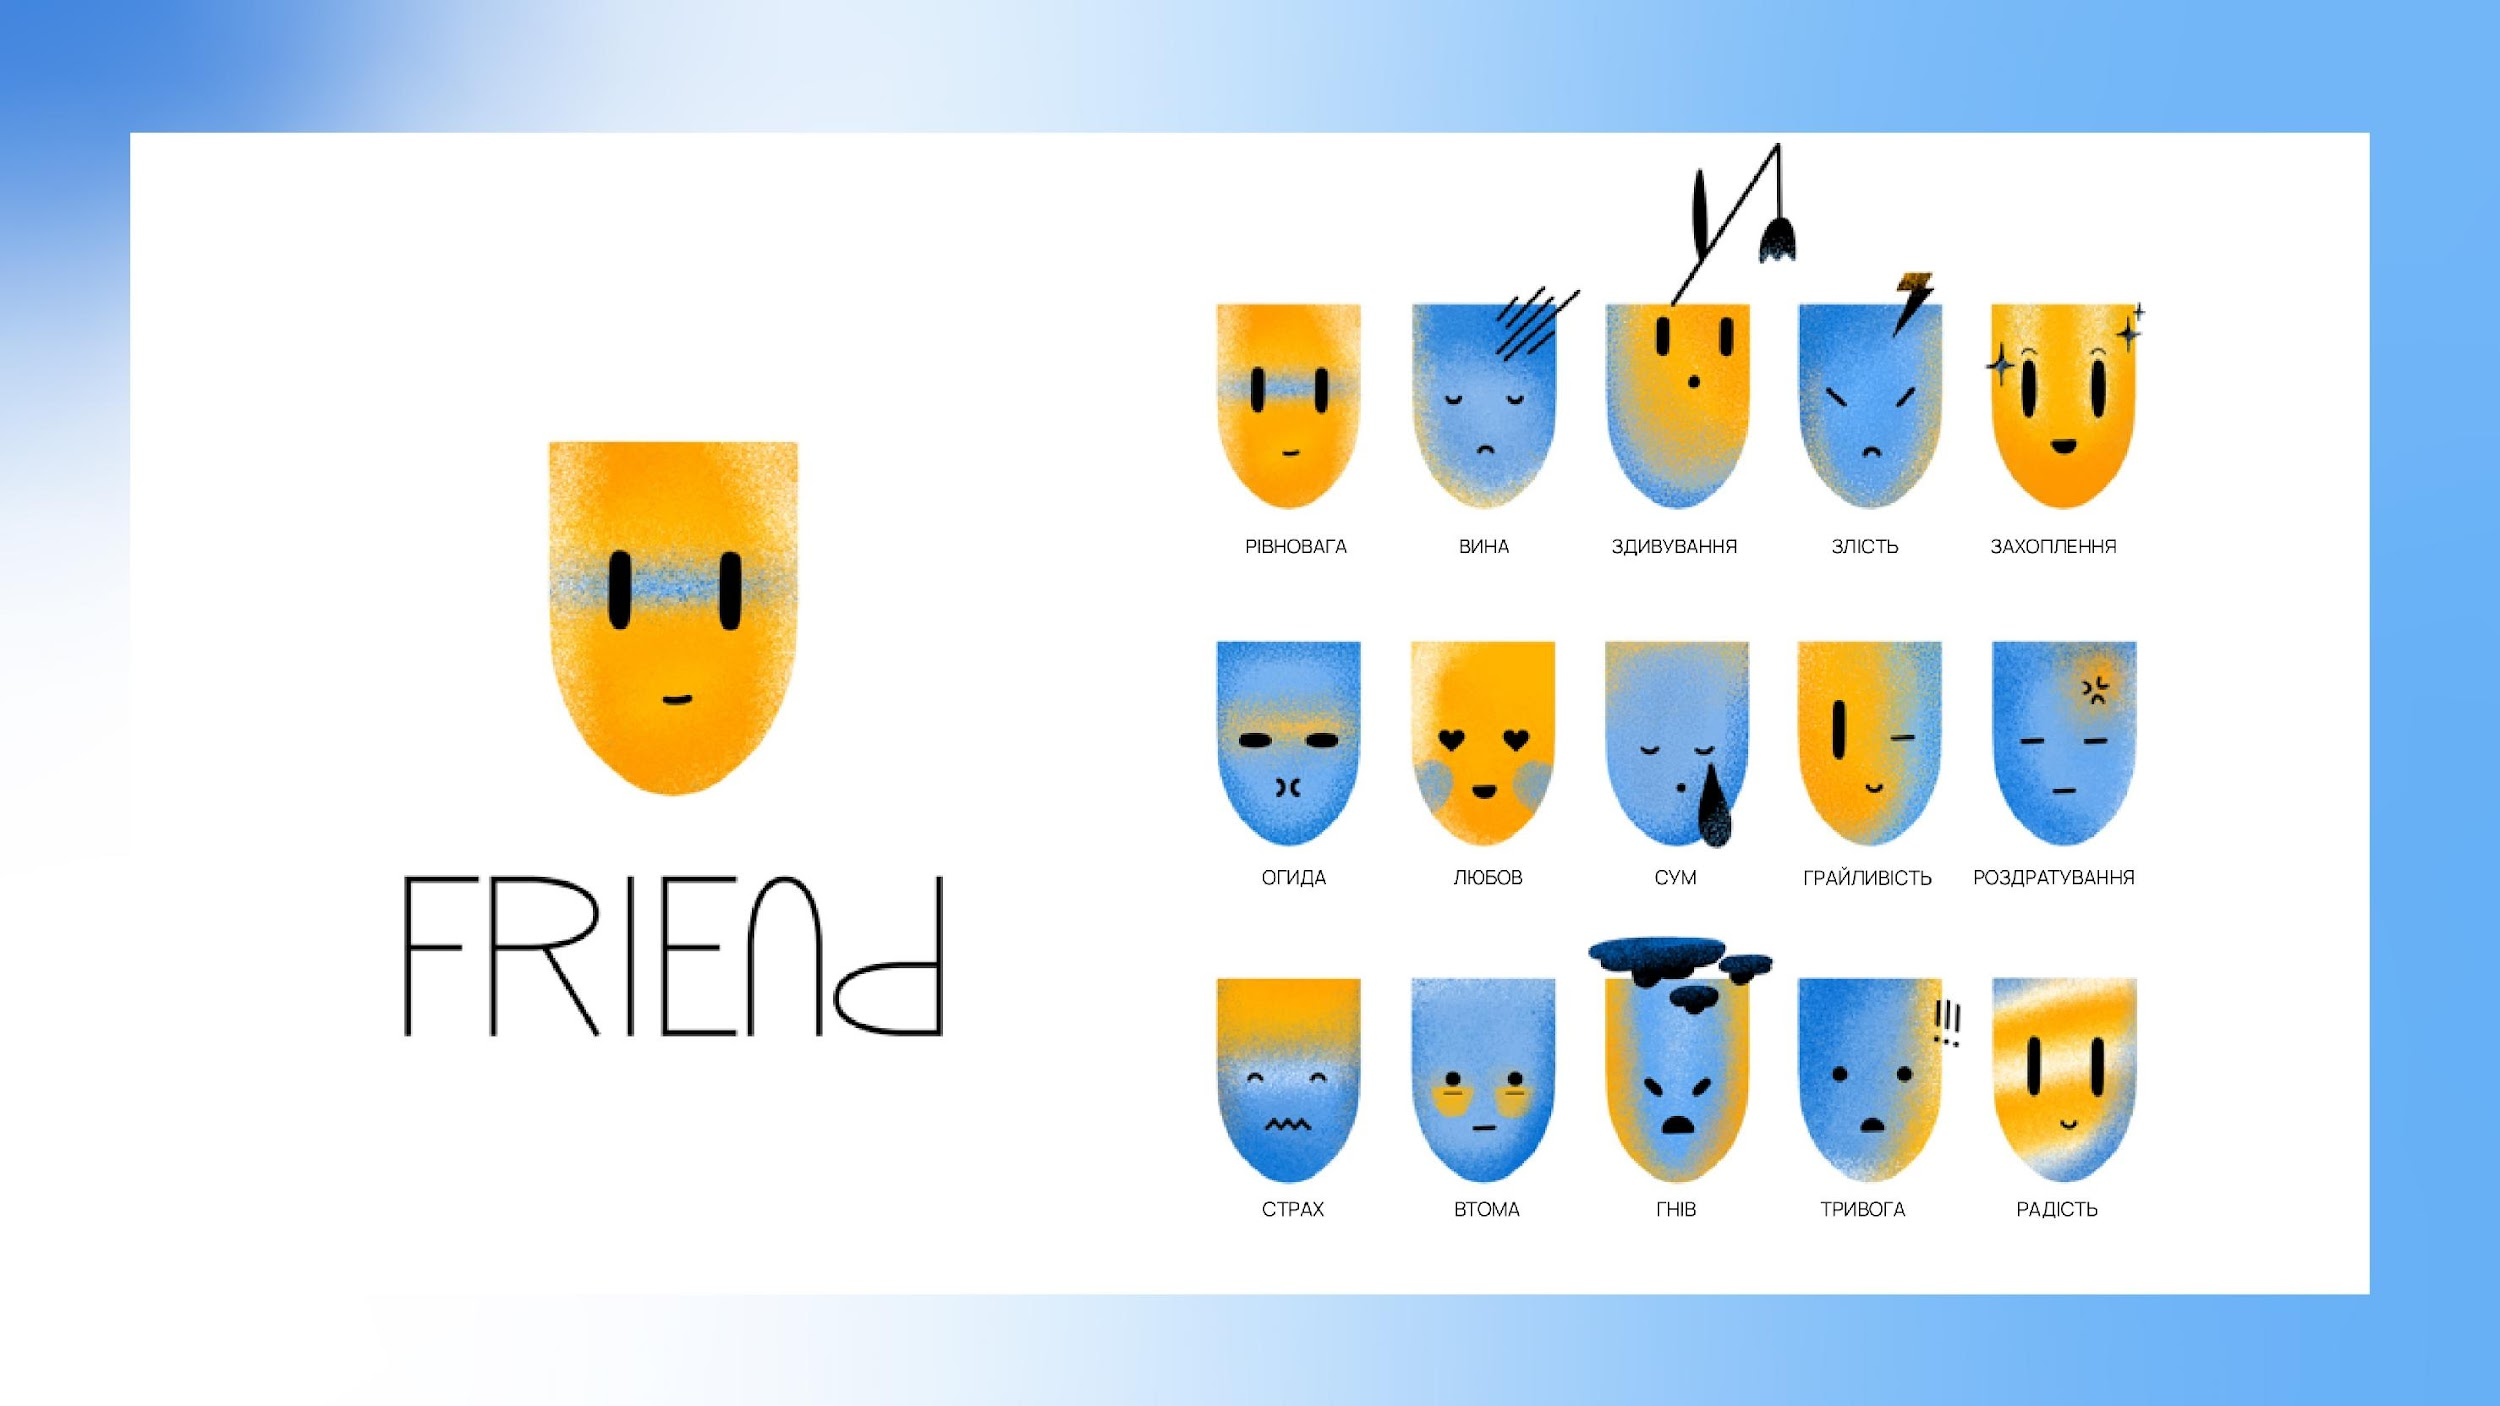 FRIEND
РІВНОВАГА ВИНА ЗДИВУВАННЯ ЗЛІСТЬ ЗАХОПЛЕННЯ
ОГИДА ЛЮБОВ СУМ ГРАЙЛИВІСТЬ РОЗДРАТУВАННЯ
СТРАХ ВТОМА ГНІВ ТРИВОГА РАДІСТЬ